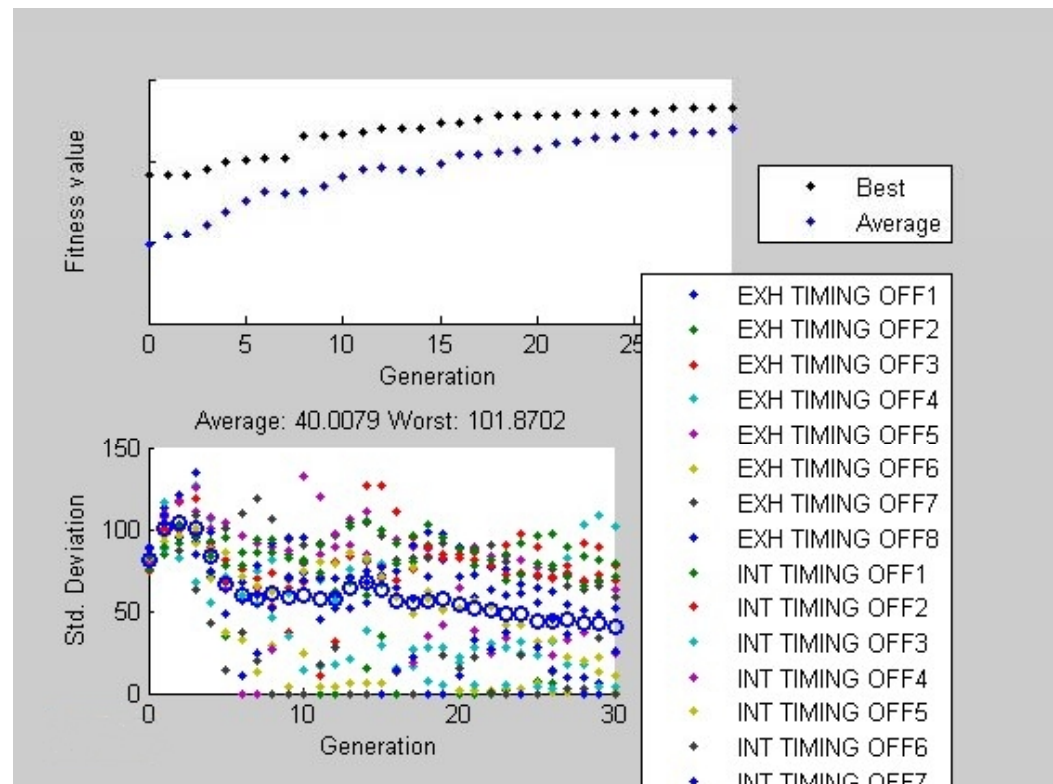 Fitness value
0 5 10 15 20 25
Generation
Best
Average
Average: 40.0079 Worst: 101.8702
Std. Deviation
150
100
50
0
0 10 20 30
Generation
EXH TIMING OFF1
EXH TIMING OFF2
EXH TIMING OFF3
EXH TIMING OFF4
EXH TIMING OFF5
EXH TIMING OFF6
EXH TIMING OFF7
EXH TIMING OFF8
INT TIMING OFF1
INT TIMING OFF2
INT TIMING OFF3
INT TIMING OFF4
INT TIMING OFF5
INT TIMING OFF6
INT TIMING OFF7